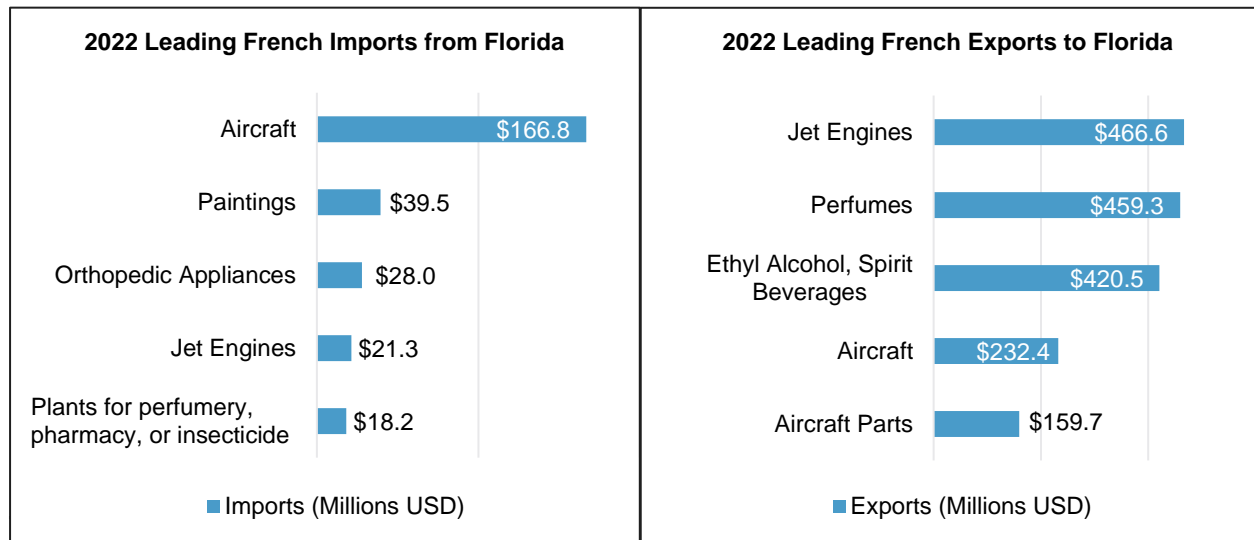 2022 Leading French Imports from Florida
Aircraft
$166.8
Paintings
$39.5
Orthopedic Appliances
$28.0
Jet Engines
$21.3
Plants for perfumery,
pharmacy, or insecticide
$18.2
Imports (Millions USD)
2022 Leading French Exports to Florida
Jet Engines
$466.6
Perfumes
$459.3
Ethyl Alcohol, Spirit
Beverages
$420.5
Aircraft
$232.4
Aircraft Parts
$159.7
Exports (Millions USD)